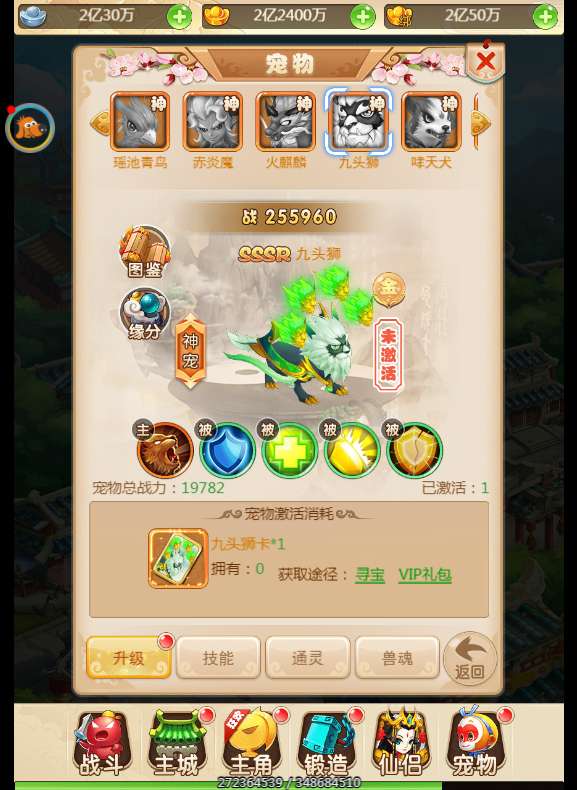 2亿30万 2亿2400万 2亿50万
宠物
神 神 神 神 神
瑶池青鸟 赤炎魔 火麒麟 九头狮 哮天犬
战 255960
SSSR 九头狮
图鉴
金
缘分
神宠
未激活
主 被 被 被 被
宠物总战力：19782 已激活：1
宠物激活消耗
九头狮卡*1
拥有：0 获取途径： 寻宝 VIP礼包
升级 技能 通灵 兽魂 返回
狂欢
战斗 主城 主角 锻造 仙侣 宠物
272364539 / 348684510